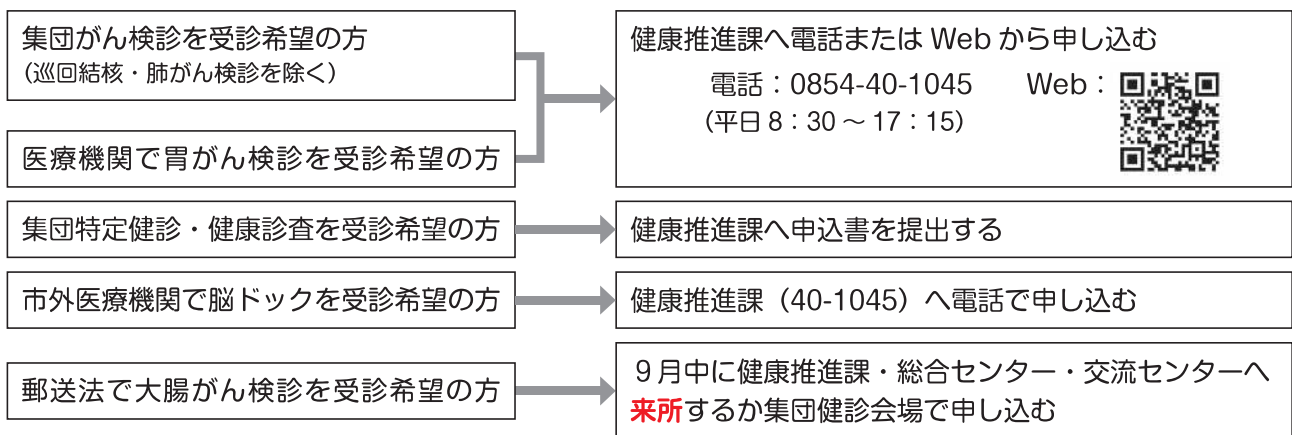 集団がん検診を受診希望の方
（巡回結核・肺がん検診を除く）
医療機関で胃がん検診を受診希望の方
健康推進課へ電話または Web から申し込む
電話：0854-40-1045 Web：
（平日 8：30 ～ 17：15）
集団特定健診・健康診査を受診希望の方
健康推進課へ申込書を提出する
市外医療機関で脳ドックを受診希望の方
健康推進課（40-1045）へ電話で申し込む
郵送法で大腸がん検診を受診希望の方
9月中に健康推進課・総合センター・交流センターへ
来所するか集団健診会場で申し込む